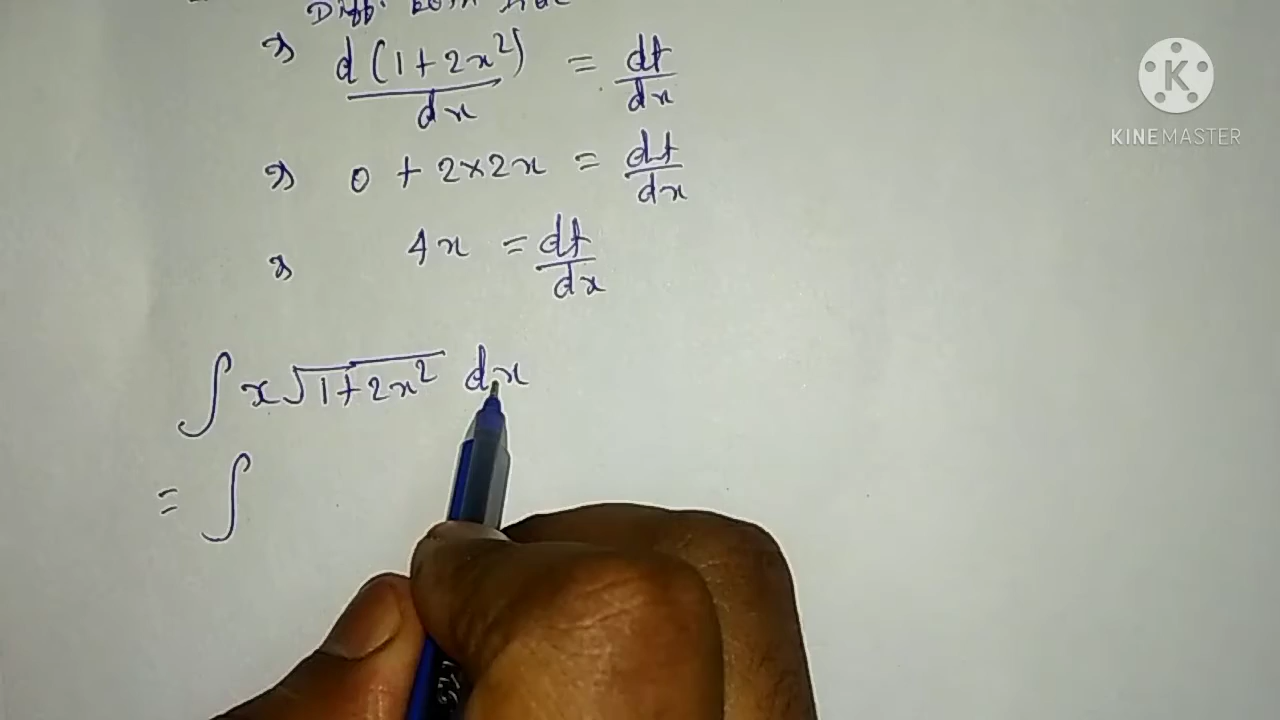 ⇒ d(1+2x²)/dx = dt/dx
K
KINEMASTER
⇒ 0 + 2×2x = dt/dx
⇒ 4x = dt/dx
∫ x√(1+2x²) dx
= ∫